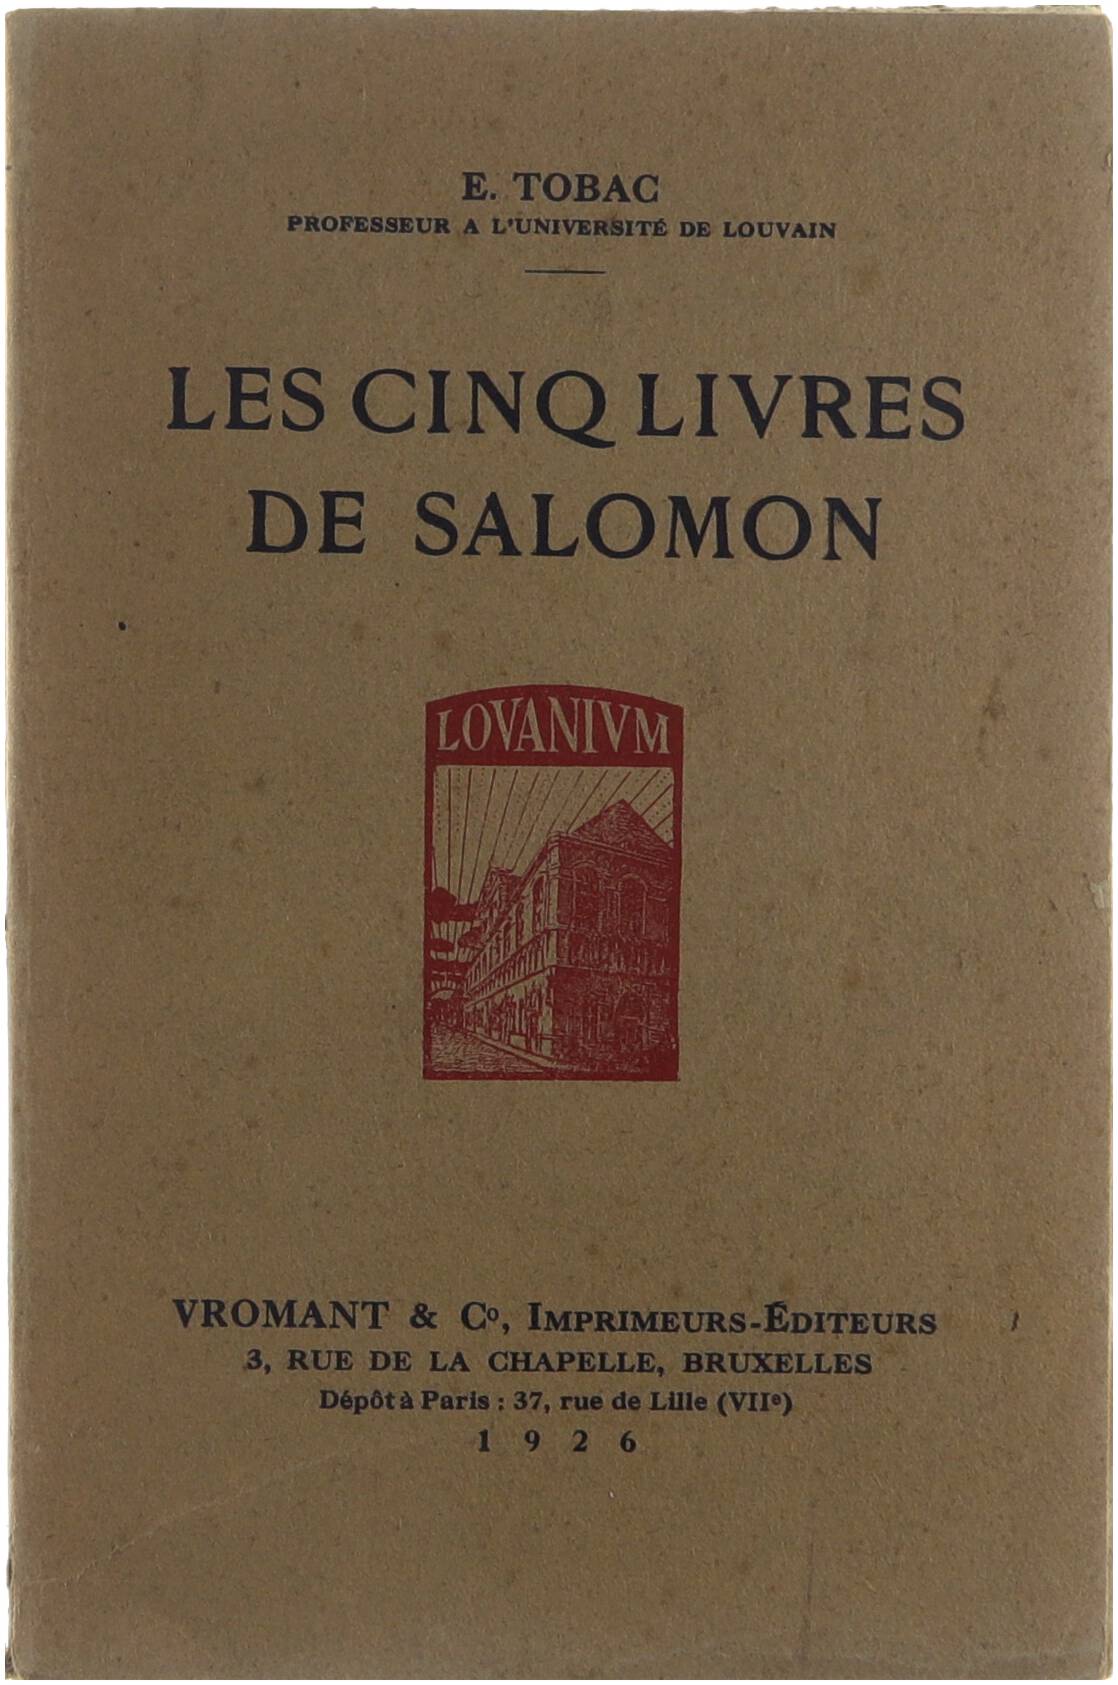 E. TOBAC
PROFESSEUR A L'UNIVERSITÉ DE LOUVAIN
LES CINQ LIVRES
DE SALOMON
LOVANIVM
VROMANT & Cº, IMPRIMEURS-ÉDITEURS
3, RUE DE LA CHAPELLE, BRUXELLES
Dépôt à Paris : 37, rue de Lille (VIIᵉ)
1 9 2 6